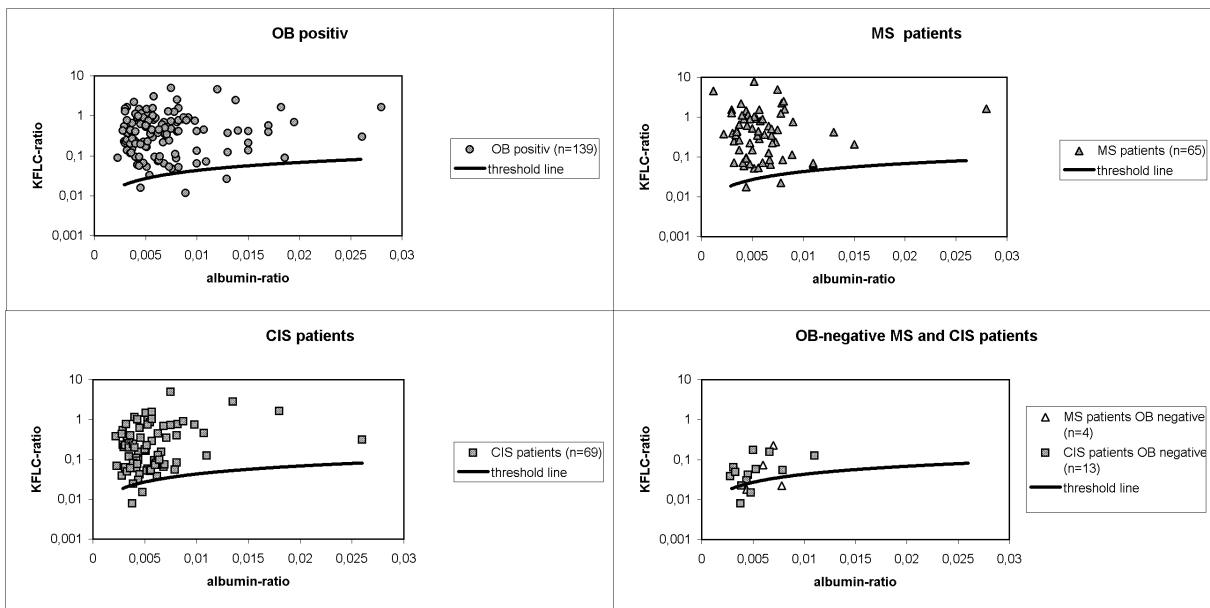 OB positiv
10
1
0,1
0,01
0,001
KFLC-ratio
0
0,005
0,01
0,015
0,02
0,025
0,03
albumin-ratio
OB positiv (n=139)
threshold line
MS patients
10
1
0,1
0,01
0,001
KFLC-ratio
0
0,005
0,01
0,015
0,02
0,025
0,03
albumin-ratio
MS patients (n=65)
threshold line
CIS patients
10
1
0,1
0,01
0,001
KFLC-ratio
0
0,005
0,01
0,015
0,02
0,025
0,03
albumin-ratio
CIS patients (n=69)
threshold line
OB-negative MS and CIS patients
10
1
0,1
0,01
0,001
KFLC-ratio
0
0,005
0,01
0,015
0,02
0,025
0,03
albumin-ratio
MS patients OB negative
(n=4)
CIS patients OB negative
(n=13)
threshold line